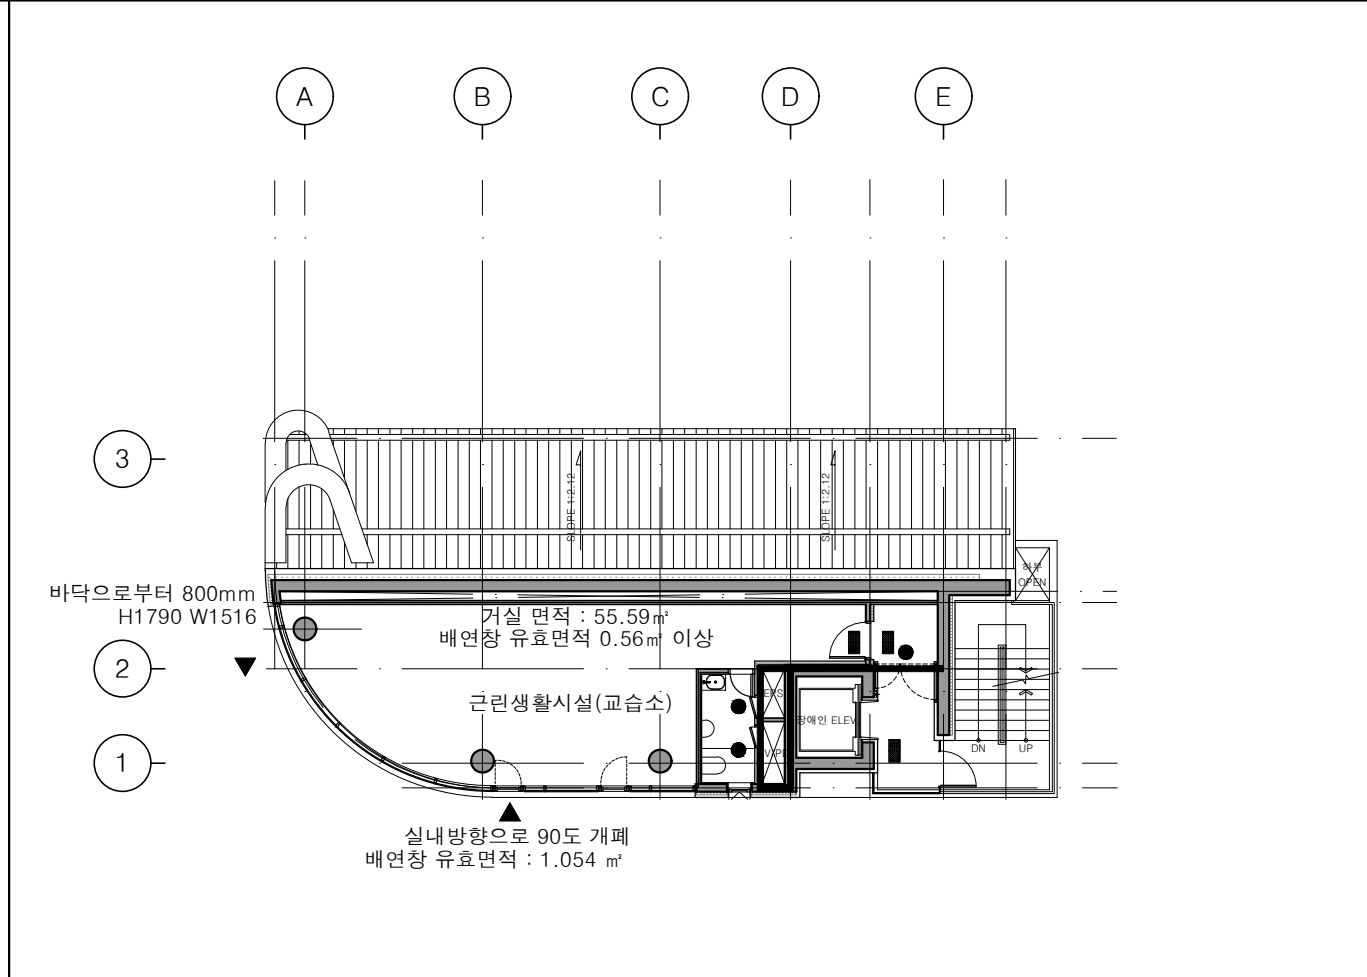 A B C D E
3
SLOPE 1:2.12
SLOPE 1:2.12
하부
OPEN
바닥으로부터 800mm
H1790 W1516
거실 면적 : 55.59㎡
배연창 유효면적 0.56㎡ 이상
2
근린생활시설(교습소)
EPS
장애인 ELEV
DN UP
1
실내방향으로 90도 개폐
배연창 유효면적 : 1.054 ㎡